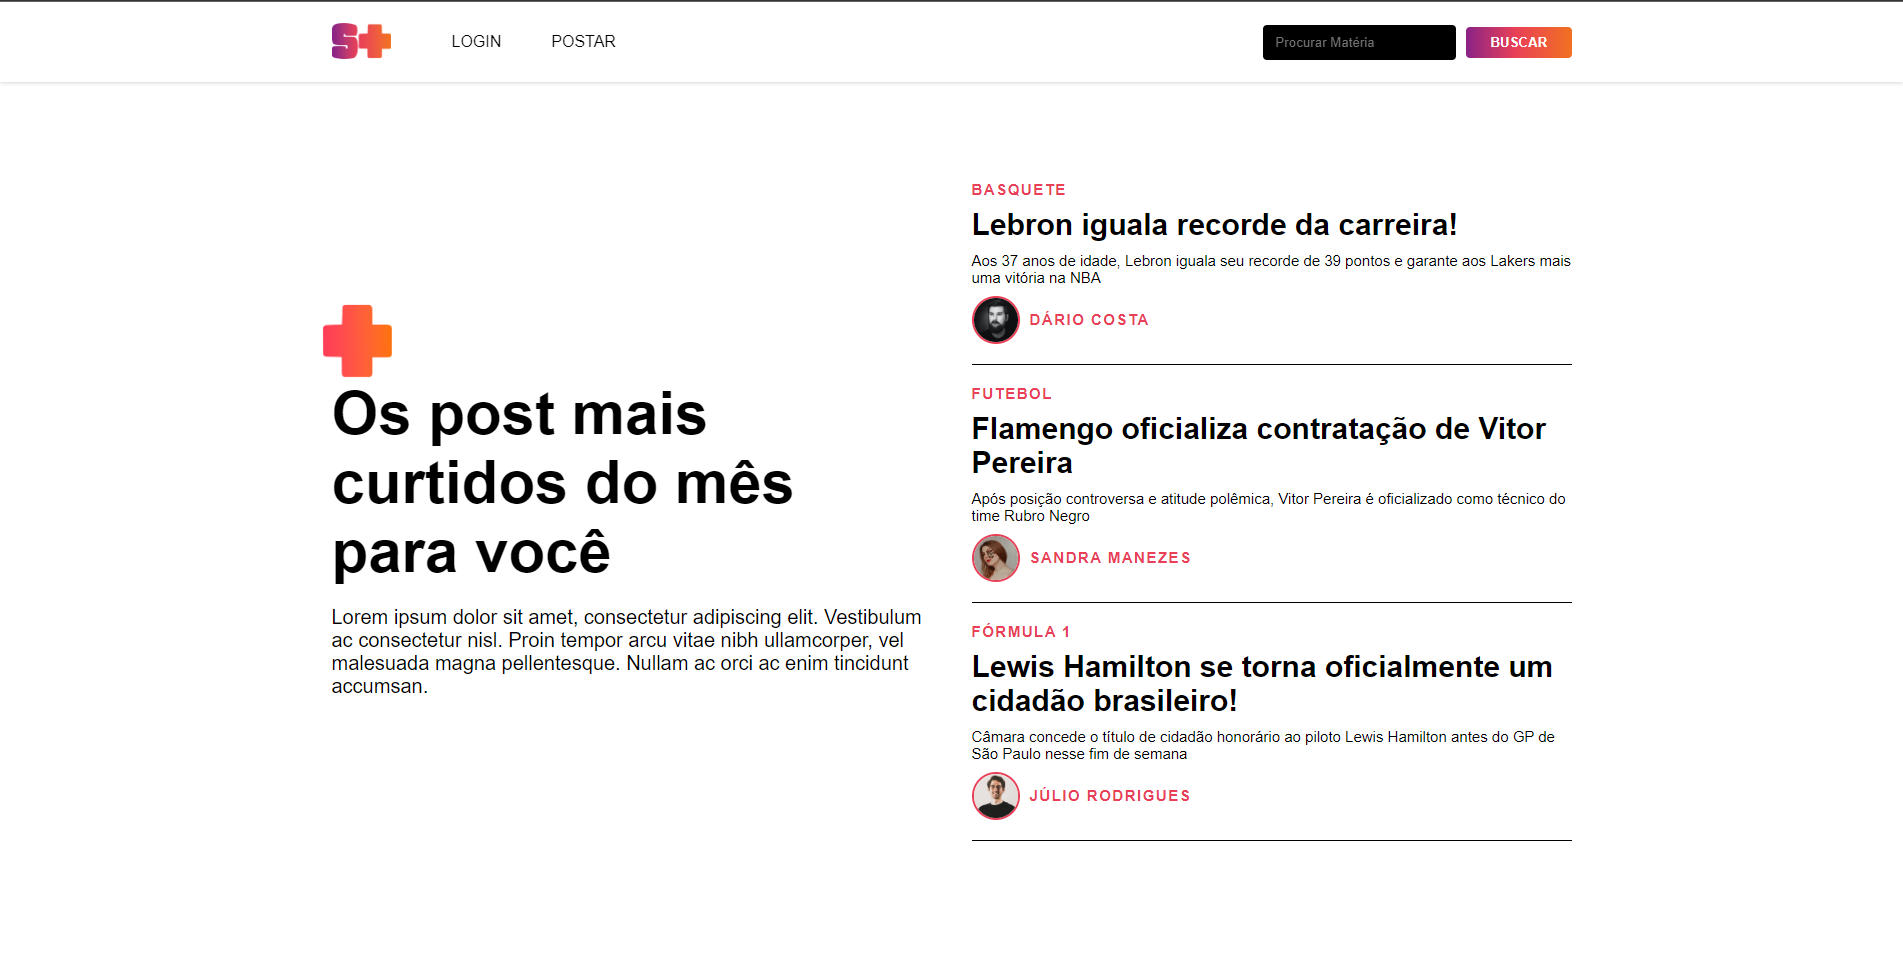 S+
LOGIN
POSTAR
Procurar Matéria
BUSCAR
Os post mais
curtidos do mês
para você
Lorem ipsum dolor sit amet, consectetur adipiscing elit. Vestibulum
ac consectetur nisl. Proin tempor arcu vitae nibh ullamcorper, vel
malesuada magna pellentesque. Nullam ac orci ac enim tincidunt
accumsan.
BASQUETE
Lebron iguala recorde da carreira!
Aos 37 anos de idade, Lebron iguala seu recorde de 39 pontos e garante aos Lakers mais
uma vitória na NBA
DÁRIO COSTA
FUTEBOL
Flamengo oficializa contratação de Vitor
Pereira
Após posição controversa e atitude polêmica, Vitor Pereira é oficializado como técnico do
time Rubro Negro
SANDRA MANEZES
FÓRMULA 1
Lewis Hamilton se torna oficialmente um
cidadão brasileiro!
Câmara concede o título de cidadão honorário ao piloto Lewis Hamilton antes do GP de
São Paulo nesse fim de semana
JÚLIO RODRIGUES